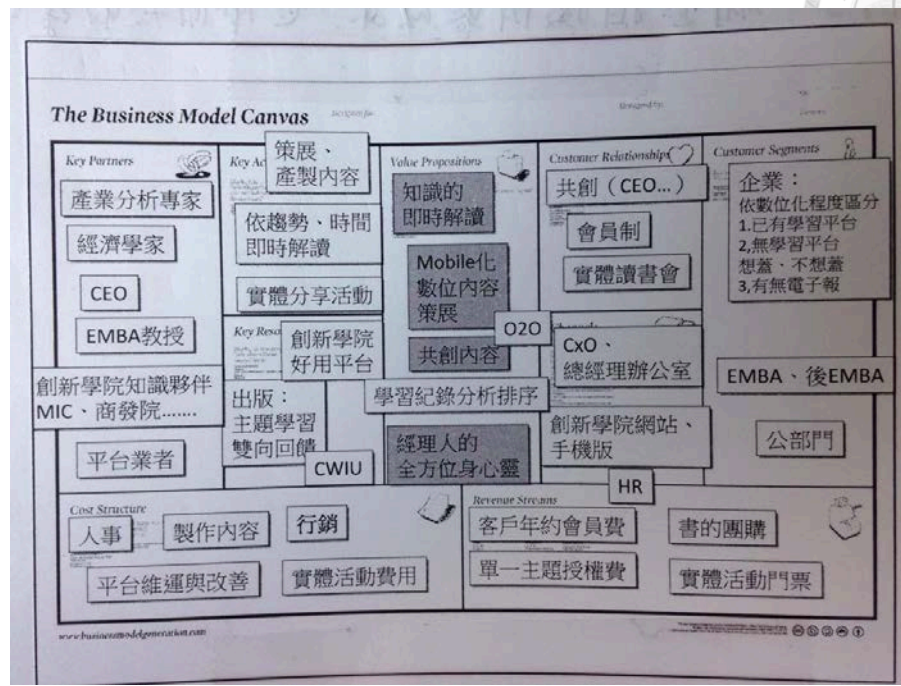 The Business Model Canvas
Key Partners
產業分析專家
經濟學家
CEO
EMBA教授
創新學院知識夥伴
MIC、商發院.......
平台業者
Key Ac
策展、
產製內容
依趨勢、時間
即時解讀
實體分享活動
Key Resou
創新學院
好用平台
出版：
主題學習
雙向回饋
CWIU
Value Propositions
知識的
即時解讀
Mobile化
數位內容
策展
O2O
共創內容
學習紀錄分析排序
經理人的
全方位身心靈
Customer Relationships
共創（CEO...）
會員制
實體讀書會
CxO、
總經理辦公室
創新學院網站、
手機版
HR
Customer Segments
企業：
依數位化程度區分
1.已有學習平台
2,無學習平台
想蓋、不想蓋
3,有無電子報
EMBA、後EMBA
公部門
Cost Structure
人事
製作內容
行銷
平台維運與改善
實體活動費用
Revenue Streams
客戶年約會員費
書的團購
單一主題授權費
實體活動門票
www.businessmodelgeneration.com